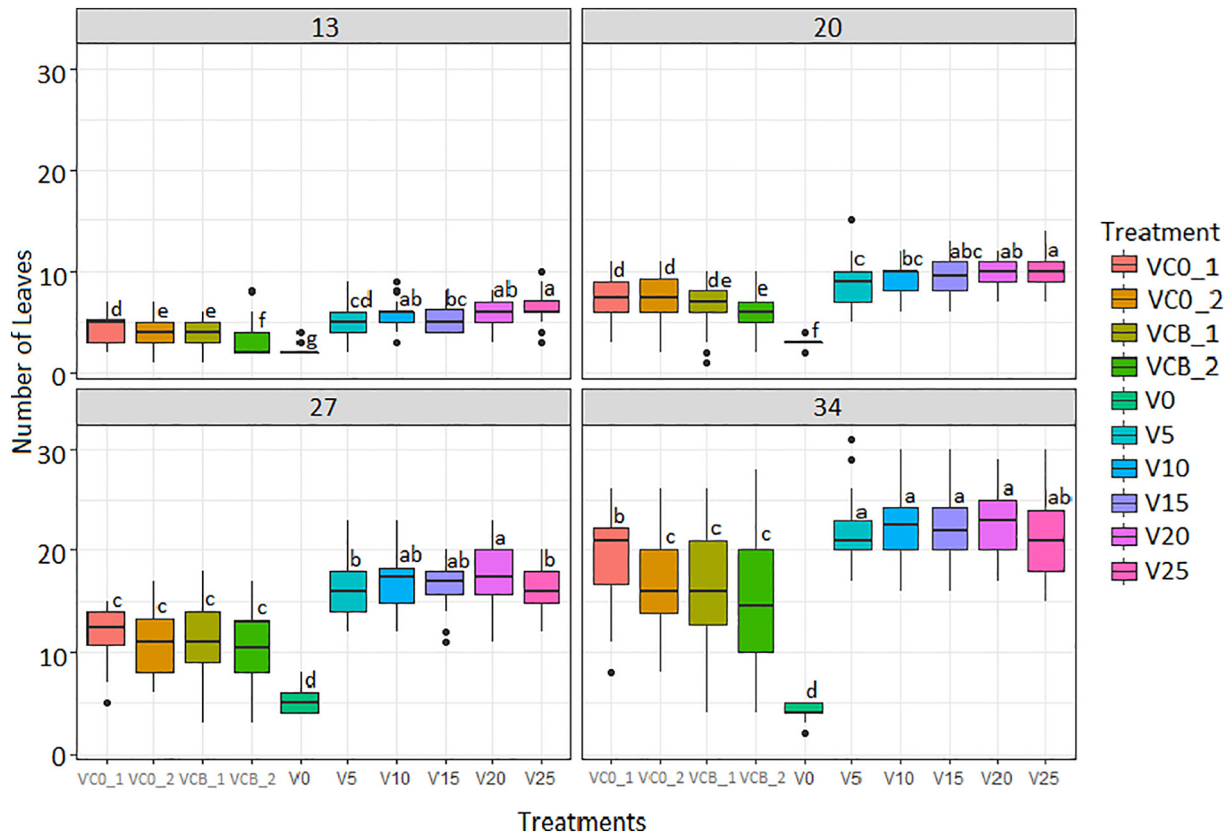 13
20
Number of Leaves
30
20
10
0
d e e f g cd ab bc ab a
d d de e f c bc abc ab a
27
34
30
20
10
0
c c c c d b ab ab a b
b c c c d a a a a ab
VC0_1 VC0_2 VCB_1 VCB_2 V0 V5 V10 V15 V20 V25
VC0_1 VC0_2 VCB_1 VCB_2 V0 V5 V10 V15 V20 V25
Treatments
Treatment
VC0_1
VC0_2
VCB_1
VCB_2
V0
V5
V10
V15
V20
V25